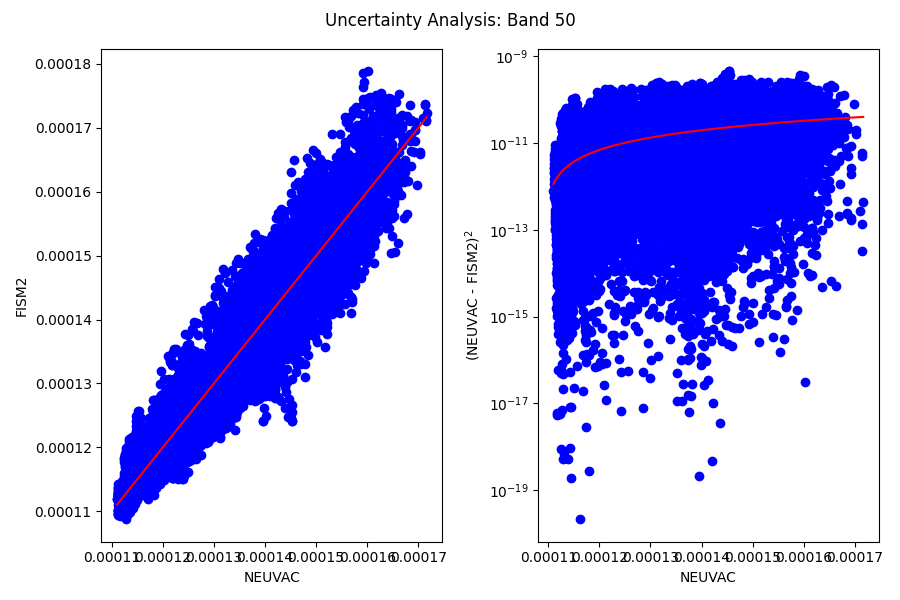 Uncertainty Analysis: Band 50
0.00018
0.00017
0.00016
0.00015
0.00014
0.00013
0.00012
0.00011
FISM2
0.00011 0.00012 0.00013 0.00014 0.00015 0.00016 0.00017
NEUVAC
10⁻⁹
10⁻¹¹
10⁻¹³
10⁻¹⁵
10⁻¹⁷
10⁻¹⁹
(NEUVAC - FISM2)²
0.00011 0.00012 0.00013 0.00014 0.00015 0.00016 0.00017
NEUVAC